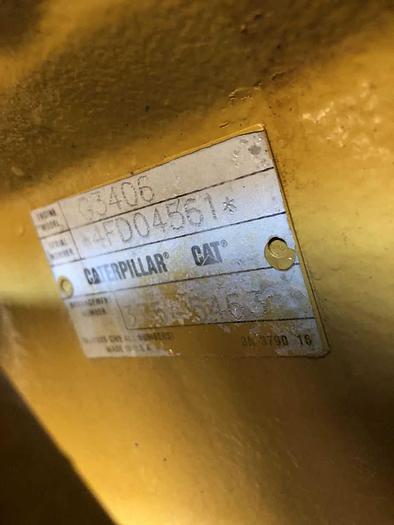 ENGINE MODEL G3406
SERIAL NUMBER *4FD04561*
CATERPILLAR CAT®
ARRANGEMENT NUMBER
MADE IN U.S.A.